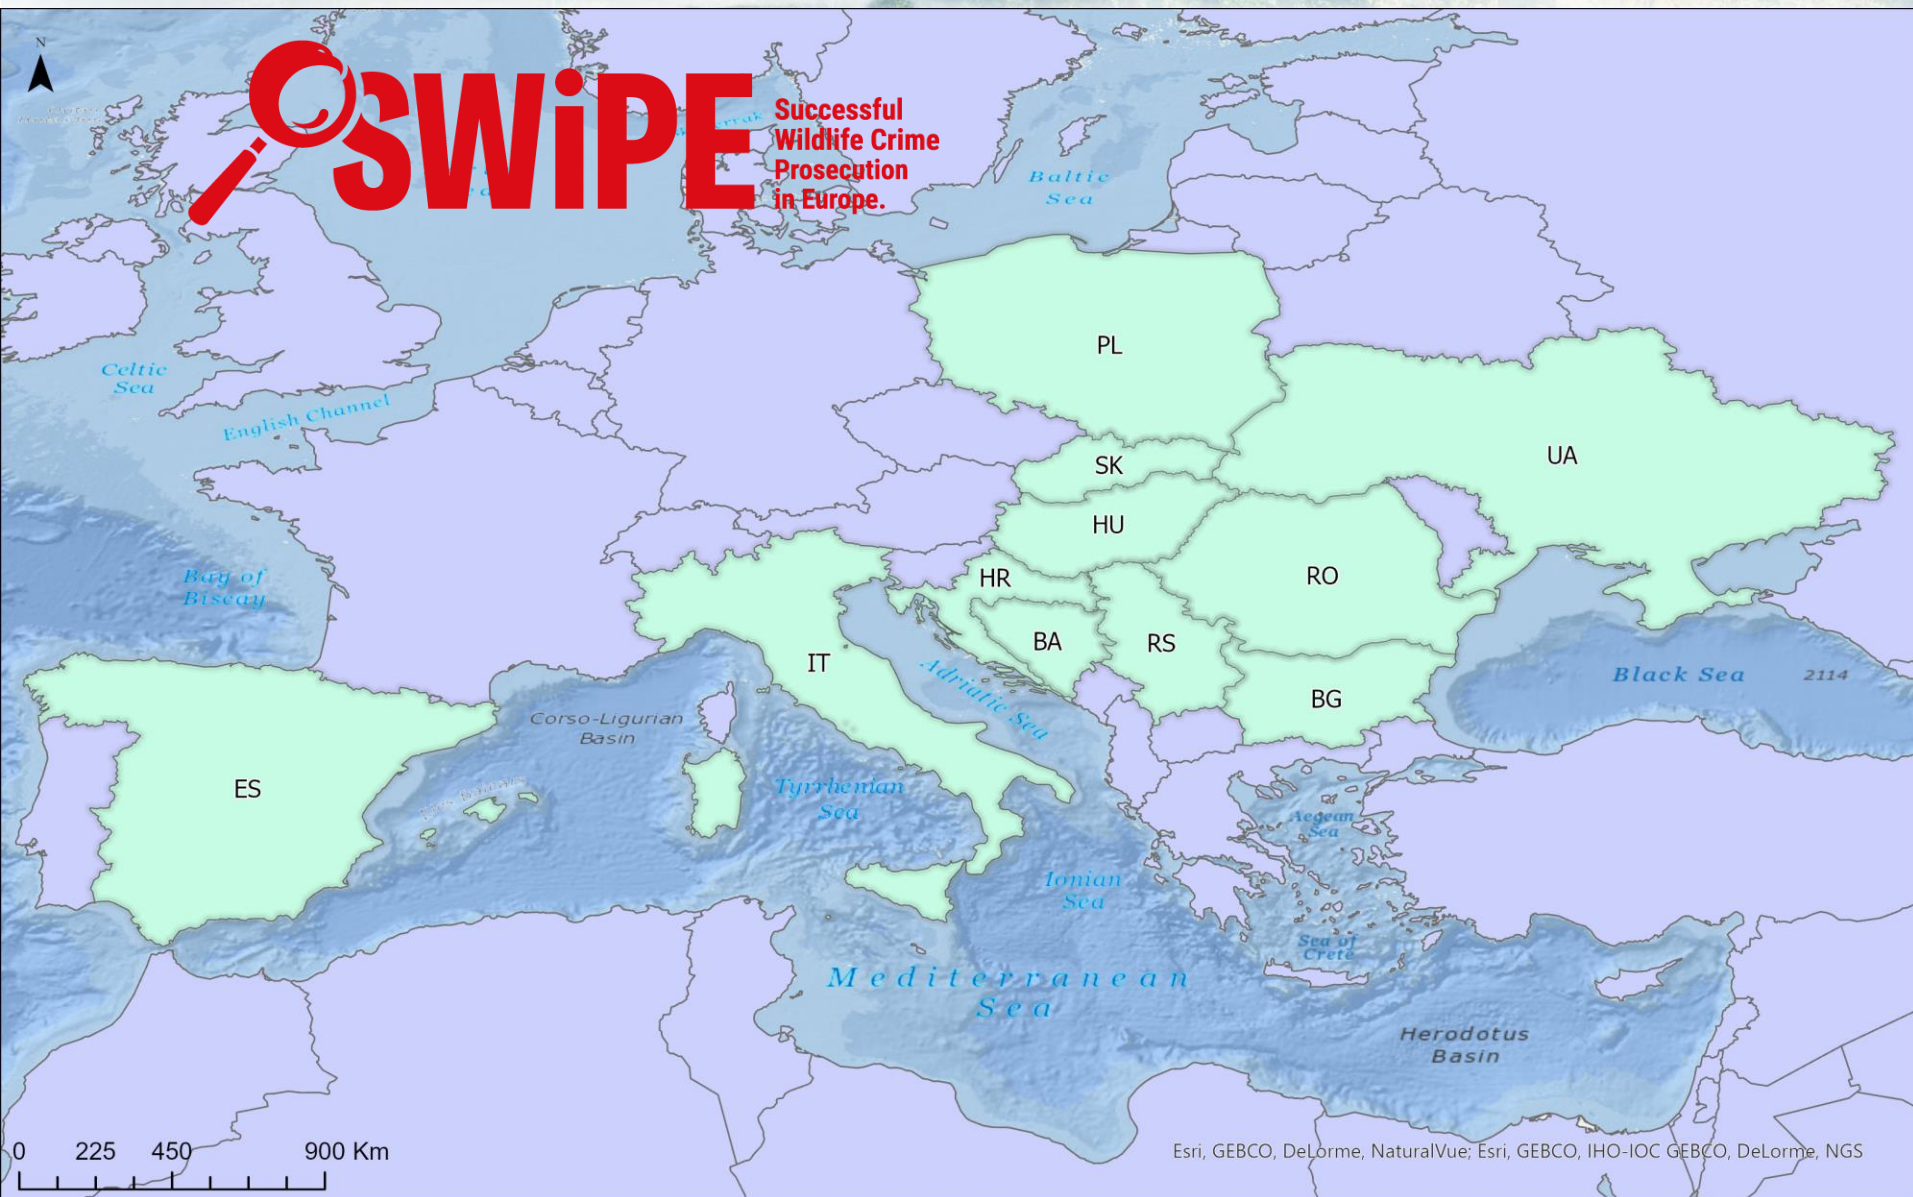 N
SWiPE
Successful
Wildlife Crime
Prosecution
in Europe.
Baltic
Sea
Celtic
Sea
English Channel
PL
UA
SK
HU
HR
RO
BA
RS
IT
BG
ES
Bay of
Biscay
Adriatic Sea
Black Sea
2114
Corso-Ligurian
Basin
Tyrrhenian
Sea
Aegean
Sea
Ionian
Sea
Sea of
Crete
Mediterranean
Sea
Herodotus
Basin
0 225 450 900 Km
Esri, GEBCO, DeLorme, NaturalVue; Esri, GEBCO, IHO-IOC GEBCO, DeLorme, NGS